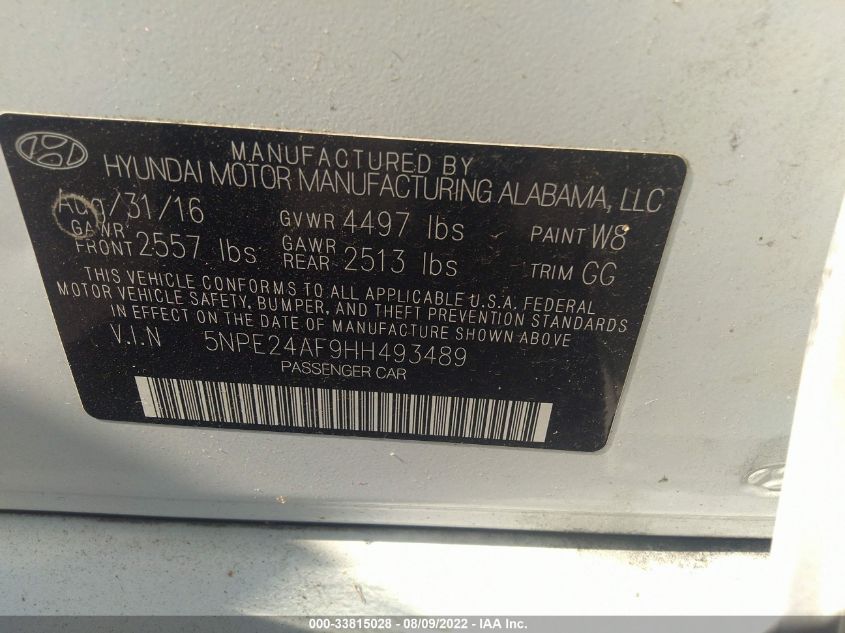 MANUFACTURED BY
HYUNDAI MOTOR MANUFACTURING ALABAMA, LLC
Aug/31/16 GVWR 4497 lbs PAINT W8
GAWR FRONT 2557 lbs GAWR REAR 2513 lbs TRIM GG
THIS VEHICLE CONFORMS TO ALL APPLICABLE U.S.A. FEDERAL
MOTOR VEHICLE SAFETY, BUMPER, AND THEFT PREVENTION STANDARDS
IN EFFECT ON THE DATE OF MANUFACTURE SHOWN ABOVE
V.I.N 5NPE24AF9HH493489
PASSENGER CAR
000-33815028 - 08/09/2022 - IAA Inc.